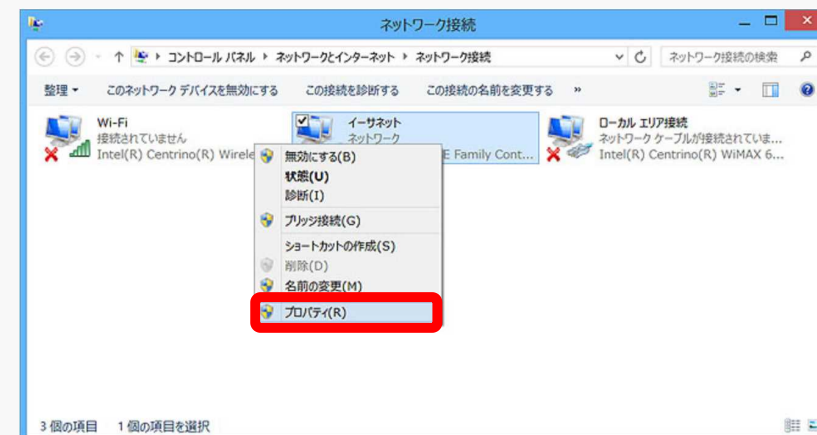 ネットワーク接続
コントロール パネル ネットワークとインターネット ネットワーク接続
ネットワーク接続の検索
整理 このネットワーク デバイスを無効にする この接続を診断する この接続の名前を変更する »
Wi-Fi
接続されていません
Intel(R) Centrino(R) Wirele
イーサネット
ネットワーク
E Family Cont...
ローカル エリア接続
ネットワーク ケーブルが接続されていま...
Intel(R) Centrino(R) WiMAX 6...
無効にする(B)
状態(U)
診断(I)
ブリッジ接続(G)
ショートカットの作成(S)
削除(D)
名前の変更(M)
プロパティ(R)
3 個の項目 1 個の項目を選択